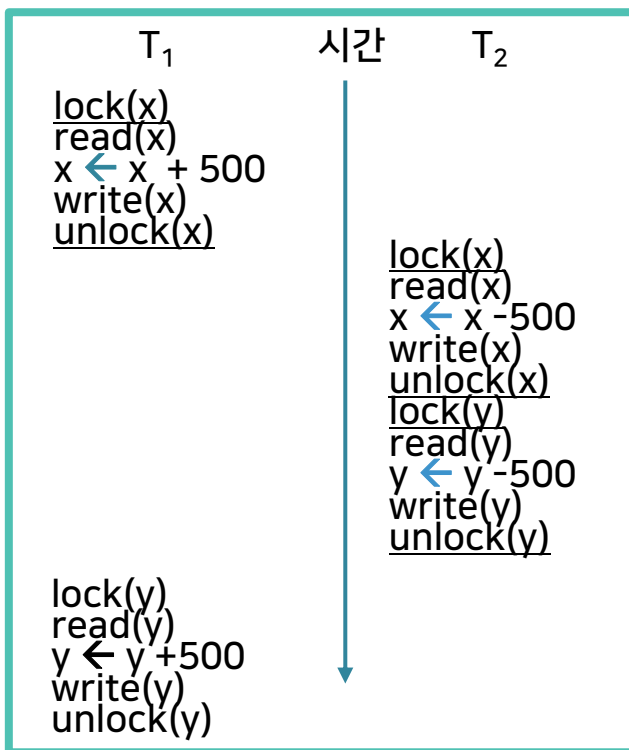 T₁ 시간 T₂
lock(x)
read(x)
x ← x + 500
write(x)
unlock(x)
lock(x)
read(x)
x ← x -500
write(x)
unlock(x)
lock(y)
read(y)
y ← y -500
write(y)
unlock(y)
lock(y)
read(y)
y ← y +500
write(y)
unlock(y)